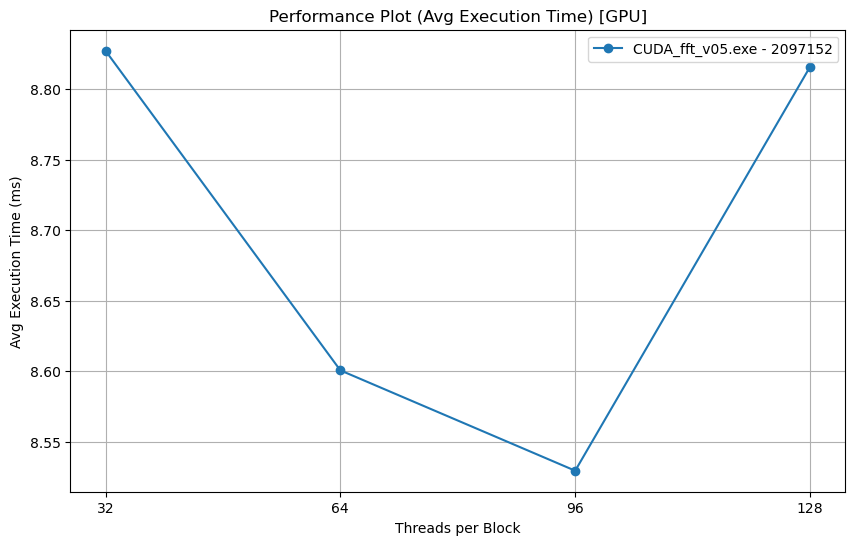 Performance Plot (Avg Execution Time) [GPU]
CUDA_fft_v05.exe - 2097152
Avg Execution Time (ms)
8.80
8.75
8.70
8.65
8.60
8.55
32 64 96 128
Threads per Block